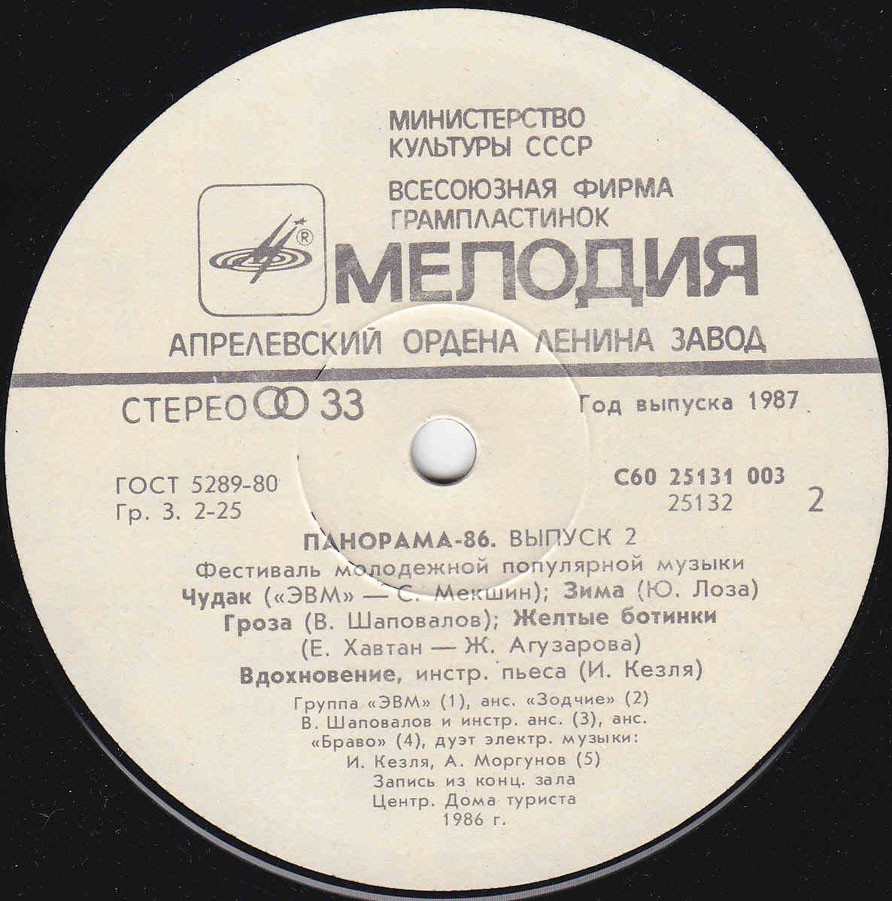 МИНИСТЕРСТВО
КУЛЬТУРЫ СССР
ВСЕСОЮЗНАЯ ФИРМА
ГРАМПЛАСТИНОК
®
МЕЛОДИЯ
АПРЕЛЕВСКИЙ ОРДЕНА ЛЕНИНА ЗАВОД
СТЕРЕО 33
Год выпуска 1987
ГОСТ 5289-80
Гр. 3. 2-25
С60 25131 003
25132
2
ПАНОРАМА-86. ВЫПУСК 2
Фестиваль молодежной популярной музыки
Чудак («ЭВМ» — С. Мекшин); Зима (Ю. Лоза)
Гроза (В. Шаповалов); Желтые ботинки
(Е. Хавтан — Ж. Агузарова)
Вдохновение, инстр. пьеса (И. Кезля)
Группа «ЭВМ» (1), анс. «Зодчие» (2)
В. Шаповалов и инстр. анс. (3), анс.
«Браво» (4), дуэт электр. музыки:
И. Кезля, А. Моргунов (5)
Запись из конц. зала
Центр. Дома туриста
1986 г.